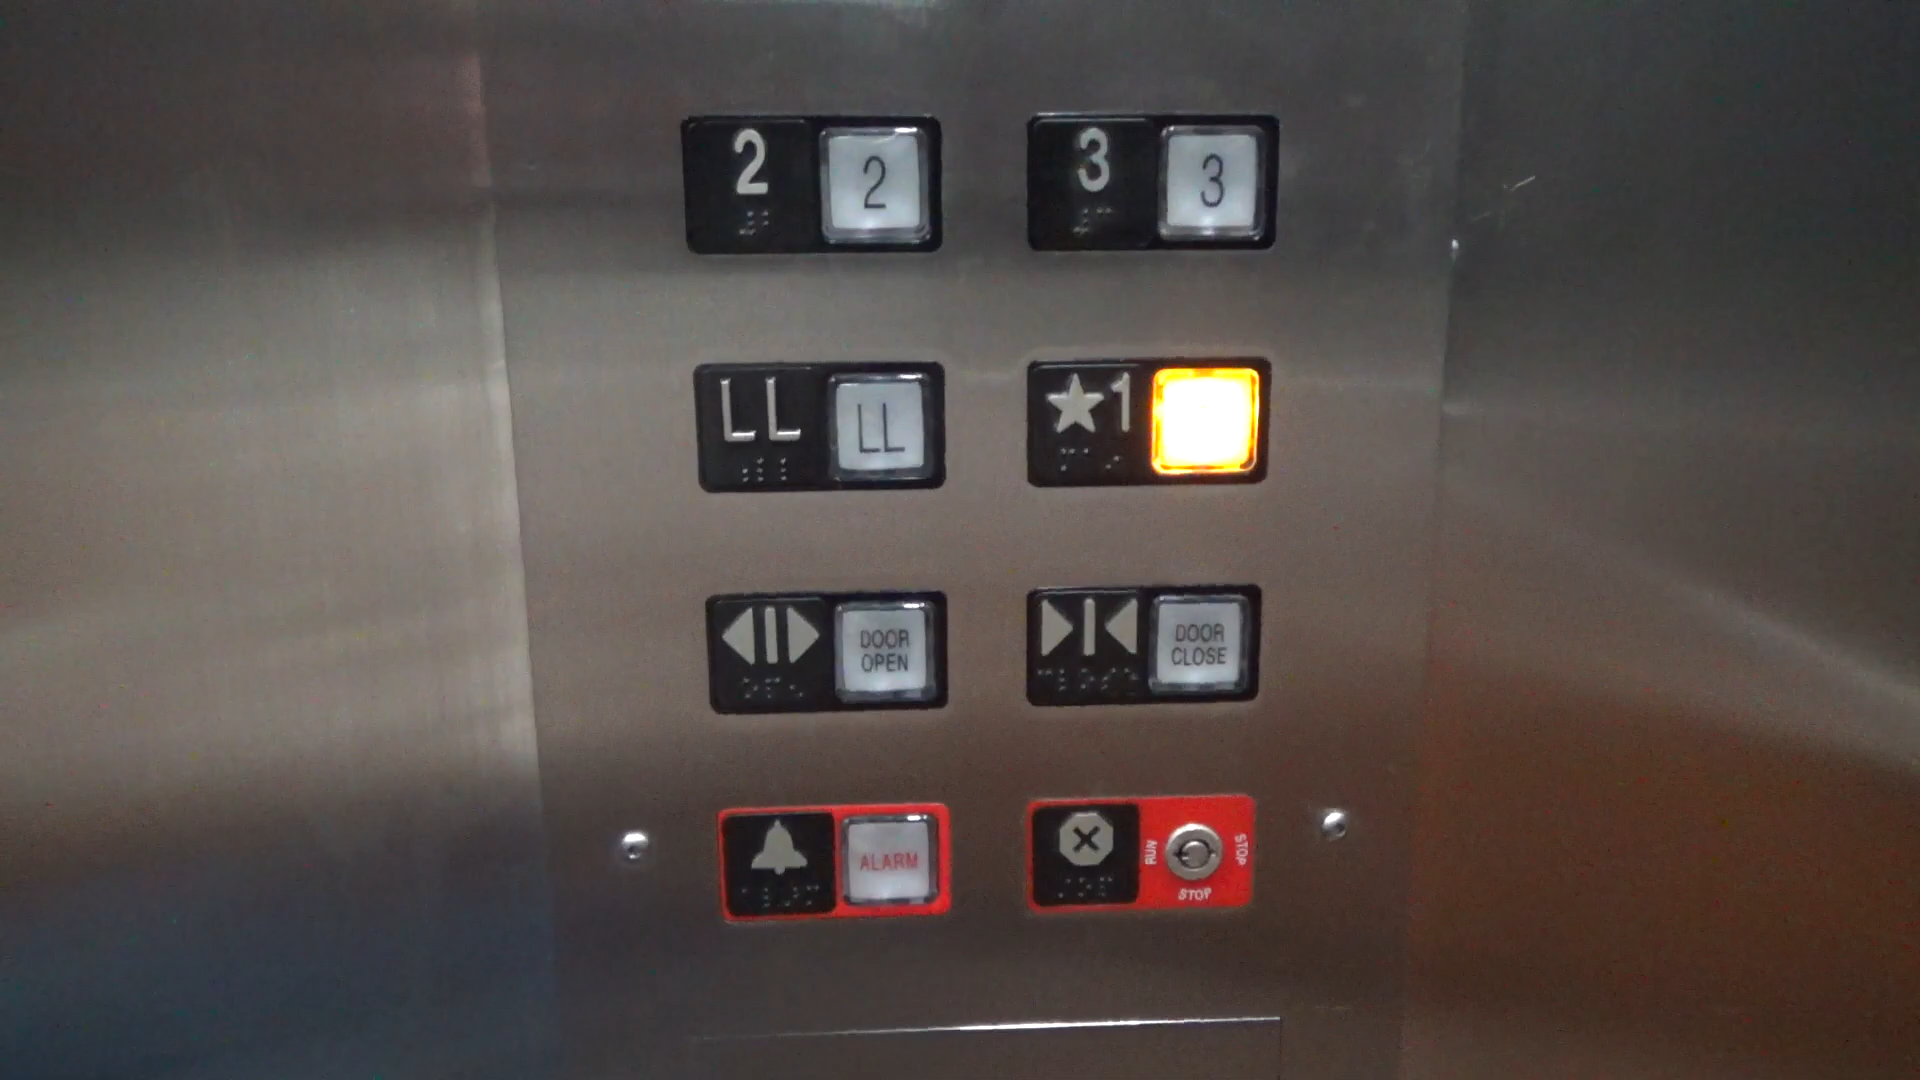 2 2
3 3
LL LL
★1
DOOR
OPEN
DOOR
CLOSE
ALARM
RUN
STOP
STOP